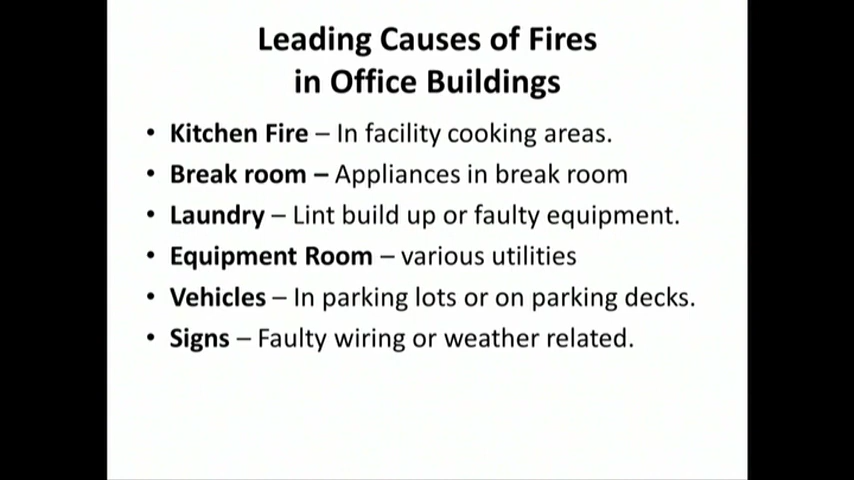 Leading Causes of Fires
in Office Buildings
• Kitchen Fire – In facility cooking areas.
• Break room – Appliances in break room
• Laundry – Lint build up or faulty equipment.
• Equipment Room – various utilities
• Vehicles – In parking lots or on parking decks.
• Signs – Faulty wiring or weather related.